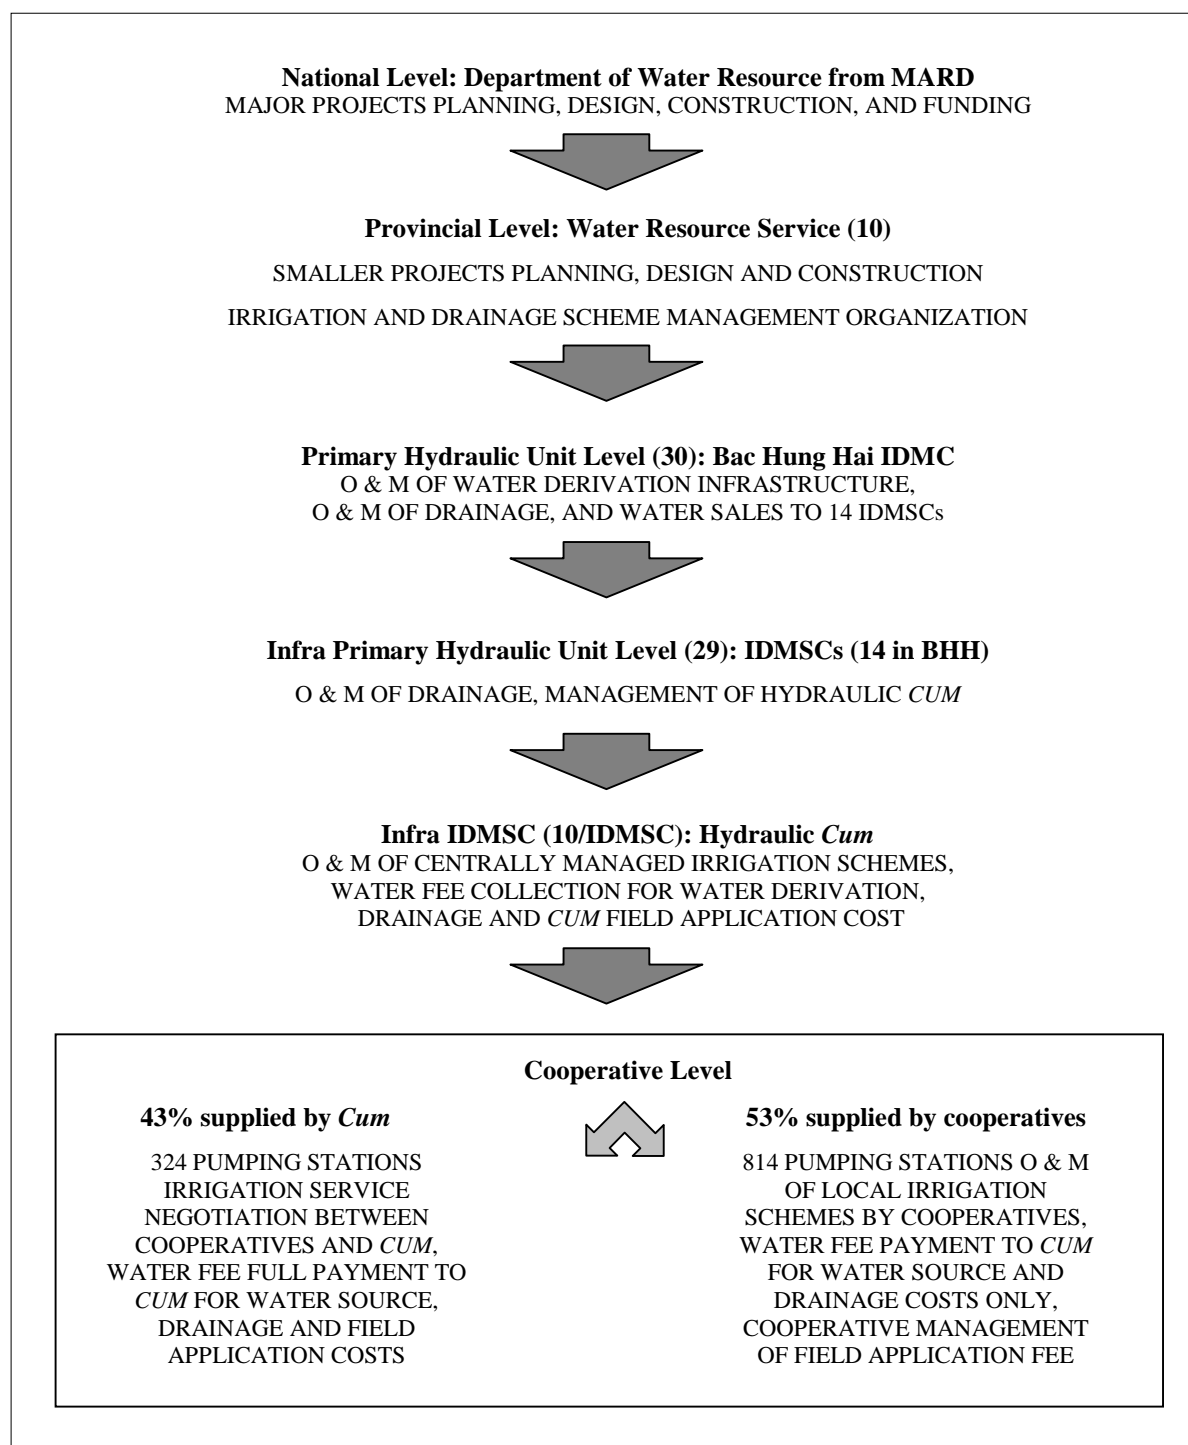 National Level: Department of Water Resource from MARD
MAJOR PROJECTS PLANNING, DESIGN, CONSTRUCTION, AND FUNDING
Provincial Level: Water Resource Service (10)
SMALLER PROJECTS PLANNING, DESIGN AND CONSTRUCTION
IRRIGATION AND DRAINAGE SCHEME MANAGEMENT ORGANIZATION
Primary Hydraulic Unit Level (30): Bac Hung Hai IDMC
O & M OF WATER DERIVATION INFRASTRUCTURE,
O & M OF DRAINAGE, AND WATER SALES TO 14 IDMSCs
Infra Primary Hydraulic Unit Level (29): IDMSCs (14 in BHH)
O & M OF DRAINAGE, MANAGEMENT OF HYDRAULIC CUM
Infra IDMSC (10/IDMSC): Hydraulic Cum
O & M OF CENTRALLY MANAGED IRRIGATION SCHEMES,
WATER FEE COLLECTION FOR WATER DERIVATION,
DRAINAGE AND CUM FIELD APPLICATION COST
Cooperative Level
43% supplied by Cum
324 PUMPING STATIONS
IRRIGATION SERVICE
NEGOTIATION BETWEEN
COOPERATIVES AND CUM,
WATER FEE FULL PAYMENT TO
CUM FOR WATER SOURCE,
DRAINAGE AND FIELD
APPLICATION COSTS
53% supplied by cooperatives
814 PUMPING STATIONS O & M
OF LOCAL IRRIGATION
SCHEMES BY COOPERATIVES,
WATER FEE PAYMENT TO CUM
FOR WATER SOURCE AND
DRAINAGE COSTS ONLY,
COOPERATIVE MANAGEMENT
OF FIELD APPLICATION FEE